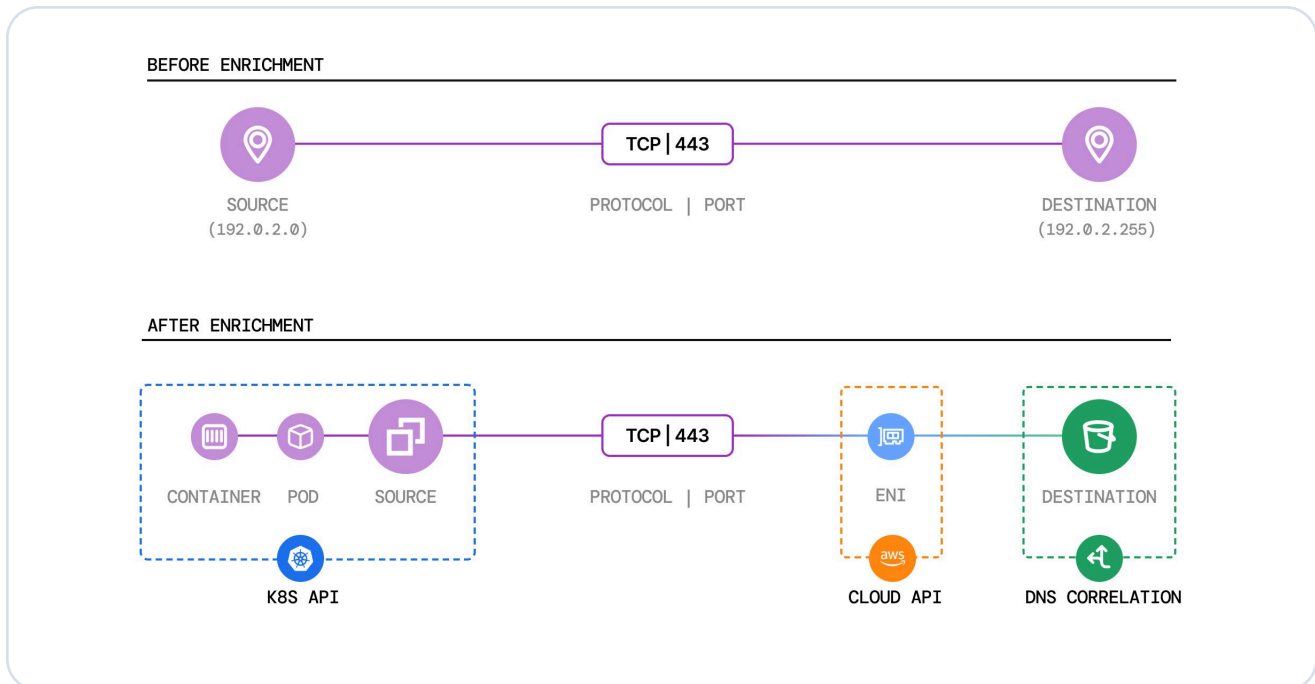 BEFORE ENRICHMENT
TCP | 443
SOURCE
PROTOCOL | PORT
DESTINATION
(192.0.2.0)
(192.0.2.255)
AFTER ENRICHMENT
TCP | 443
CONTAINER
POD
SOURCE
PROTOCOL | PORT
ENI
DESTINATION
aws
K8S API
CLOUD API
DNS CORRELATION